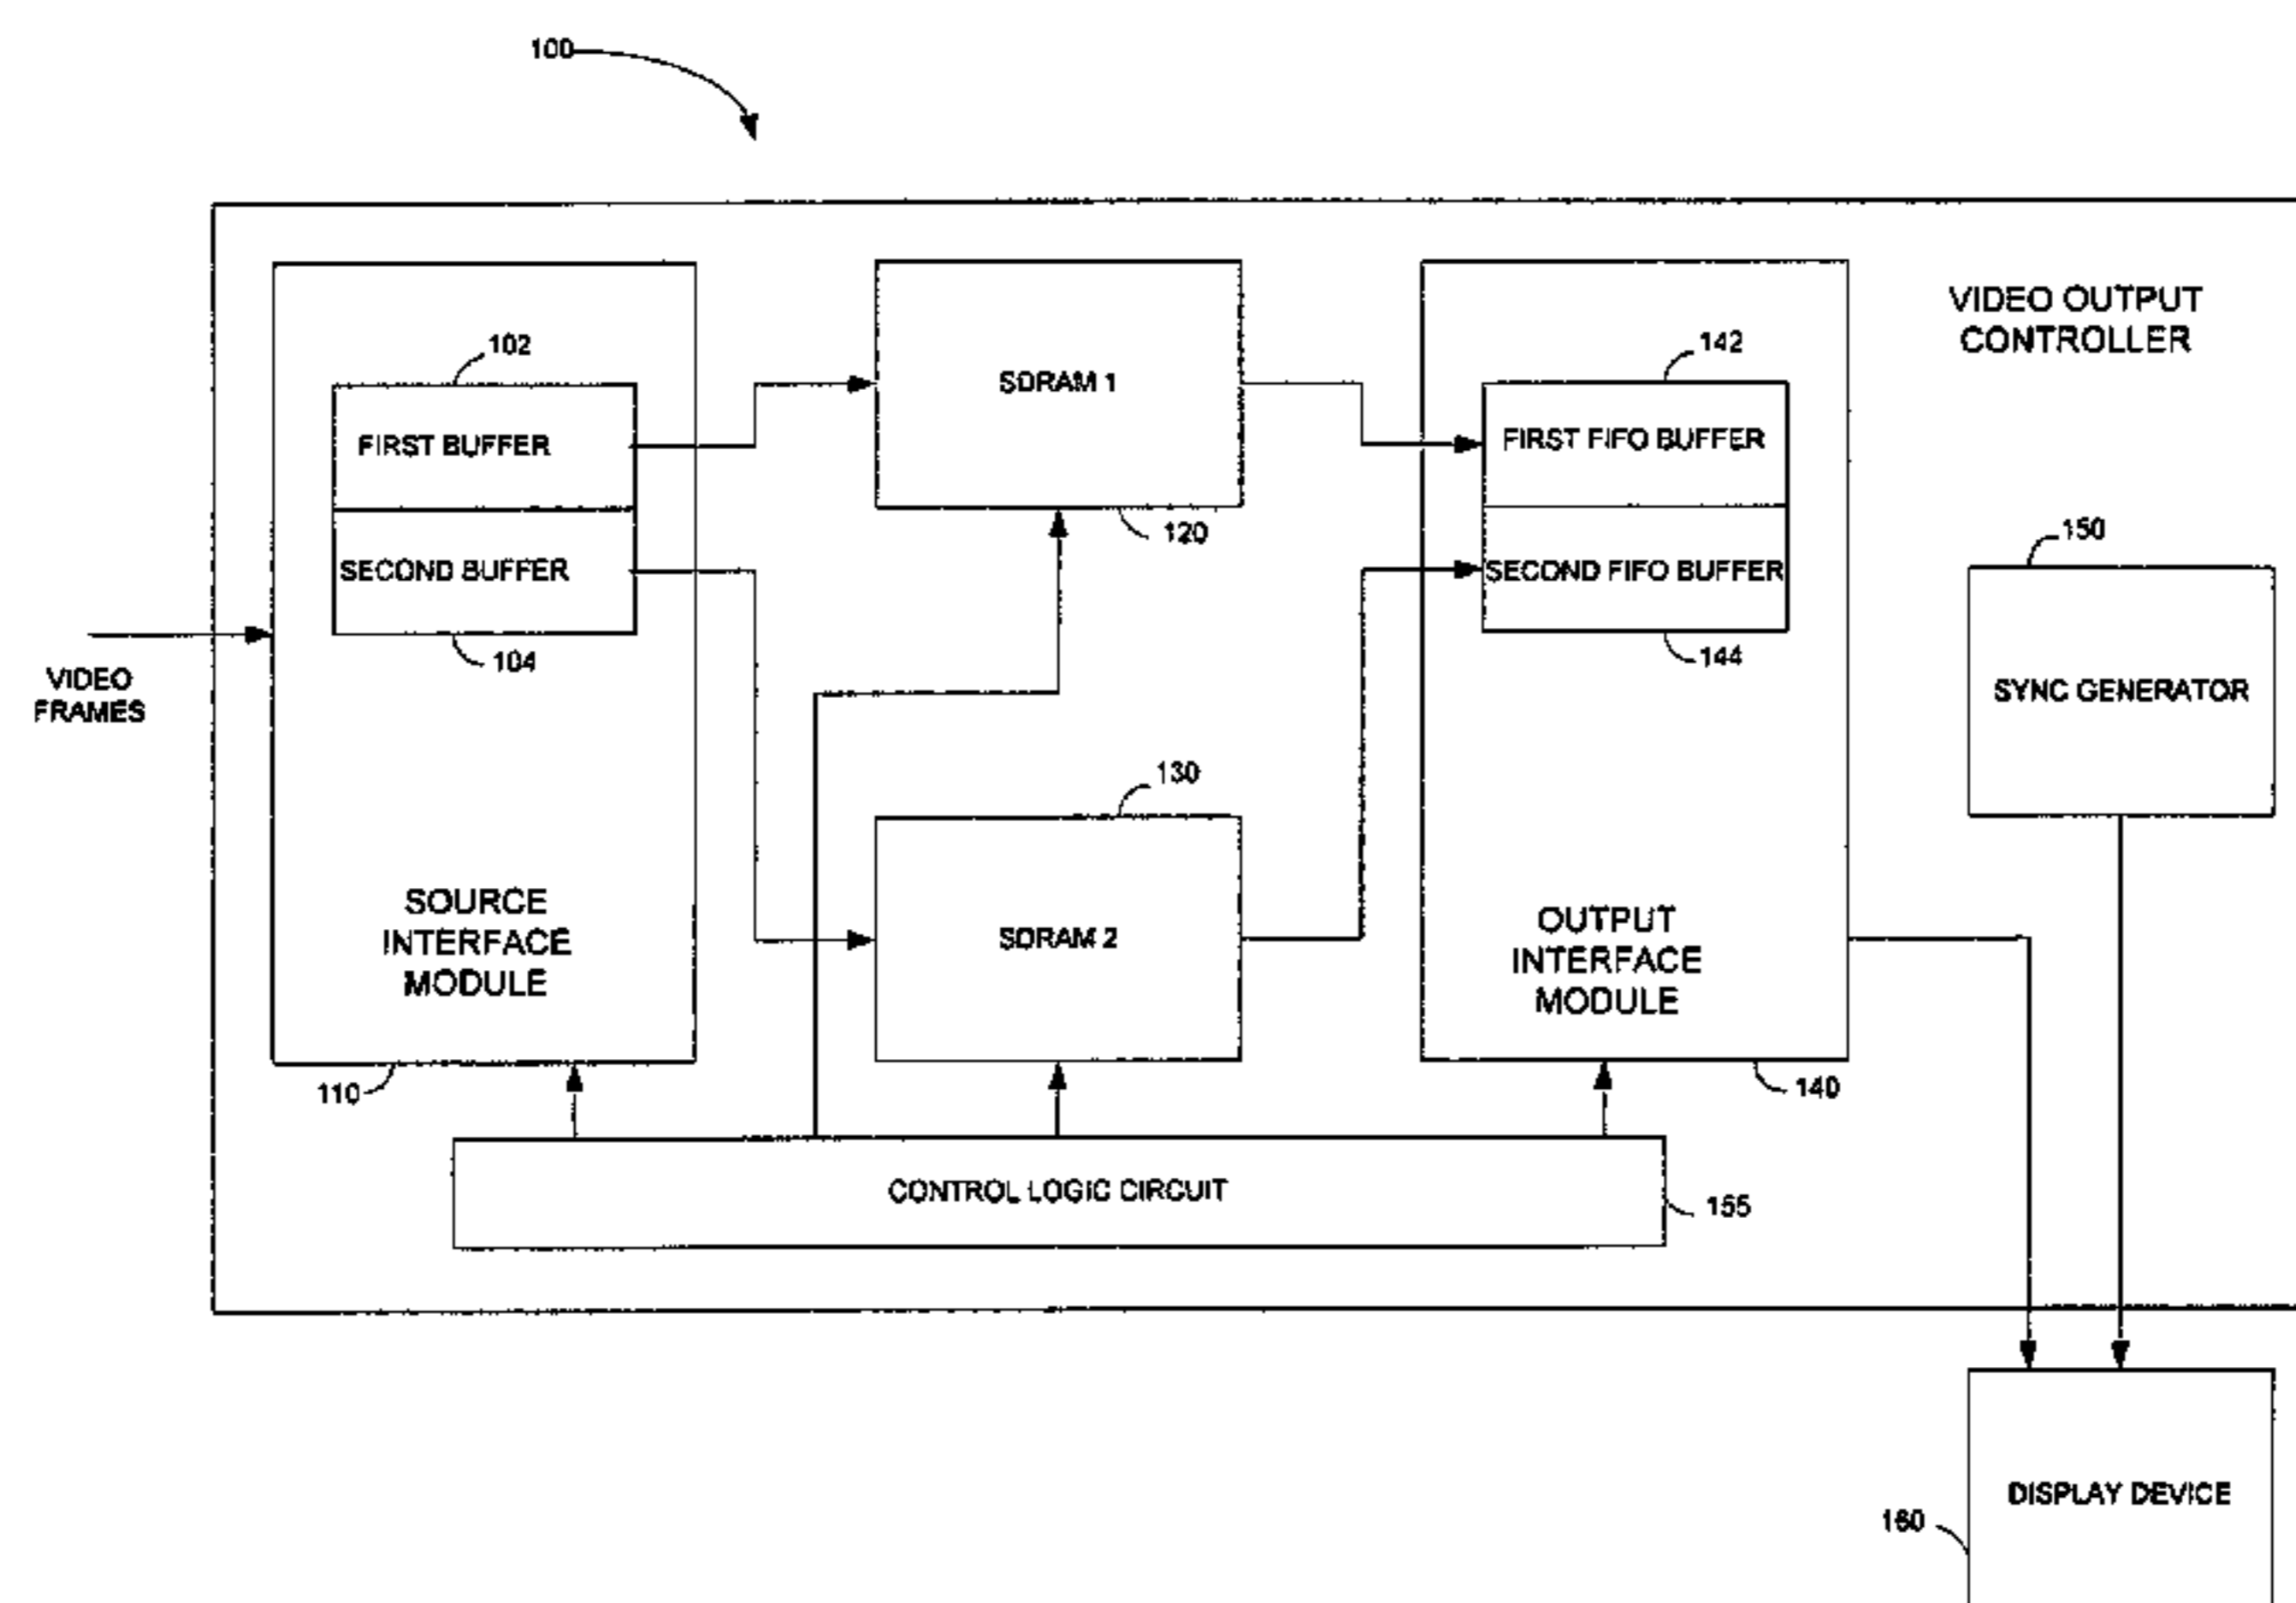 100
VIDEO OUTPUT
CONTROLLER
102
FIRST BUFFER
SECOND BUFFER
104
SDRAM 1
120
142
FIRST FIFO BUFFER
SECOND FIFO BUFFER
144
150
SYNC GENERATOR
VIDEO
FRAMES
130
SDRAM 2
SOURCE
INTERFACE
MODULE
110
OUTPUT
INTERFACE
MODULE
140
CONTROL LOGIC CIRCUIT
155
DISPLAY DEVICE
160